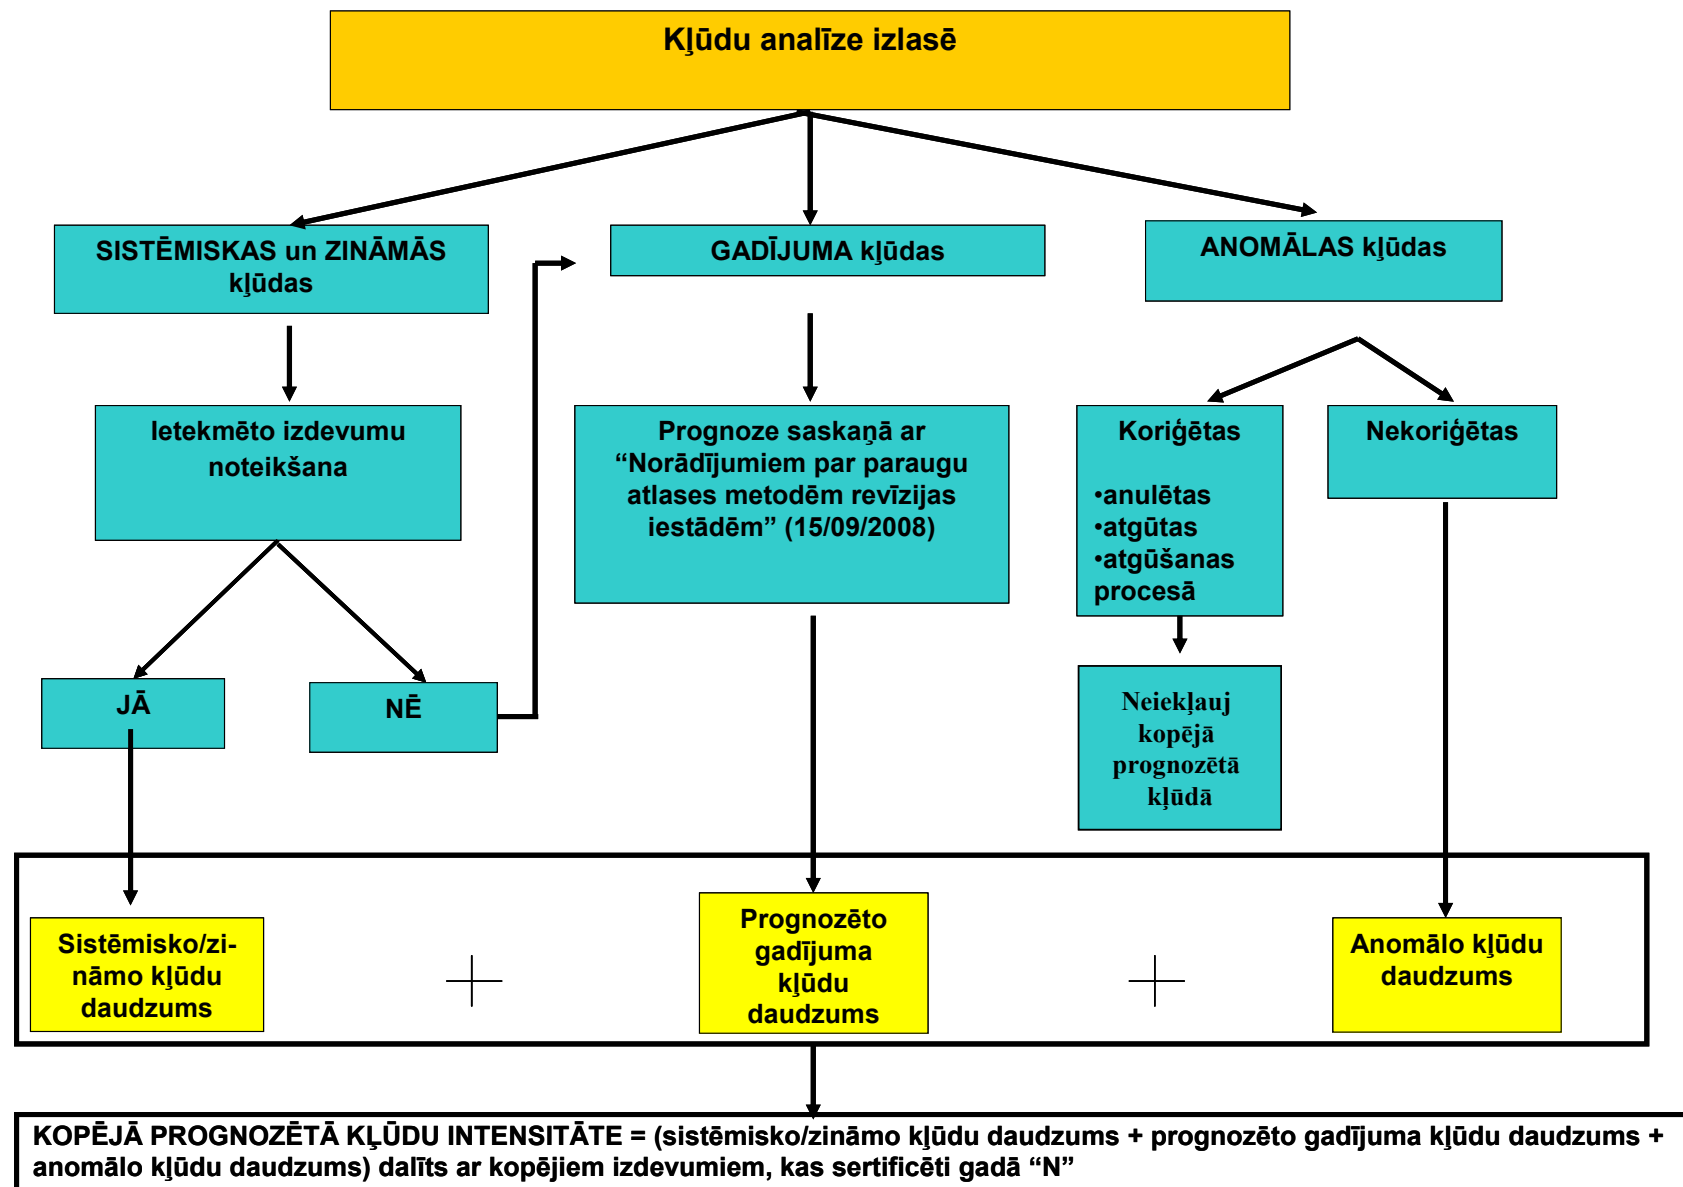 Kļūdu analīze izlasē
SISTĒMISKAS un ZINĀMĀS
kļūdas
GADĪJUMA kļūdas
ANOMĀLAS kļūdas
Ietekmēto izdevumu
noteikšana
Prognoze saskaņā ar
“Norādījumiem par paraugu
atlases metodēm revīzijas
iestādēm” (15/09/2008)
Koriģētas
•anulētas
•atgūtas
•atgūšanas
procesā
Nekoriģētas
JĀ
NĒ
Neiekļauj
kopējā
prognozētā
kļūdā
Sistēmisko/zi-
nāmo kļūdu
daudzums
+
Prognozēto
gadījuma
kļūdu
daudzums
+
Anomālo kļūdu
daudzums
KOPĒJĀ PROGNOZĒTĀ KĻŪDU INTENSITĀTE = (sistēmisko/zināmo kļūdu daudzums + prognozēto gadījuma kļūdu daudzums +
anomālo kļūdu daudzums) dalīts ar kopējiem izdevumiem, kas sertificēti gadā “N”